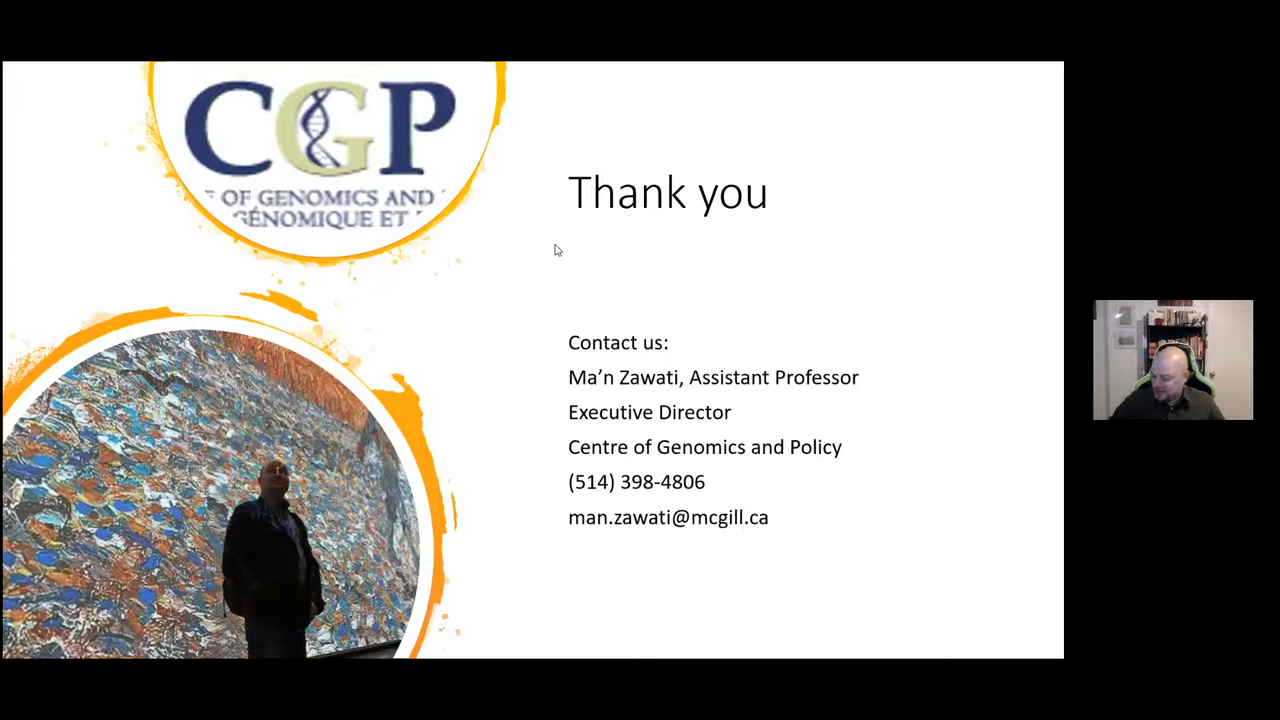 CGP
OF GENOMICS AND
GÉNOMIQUE ET
Thank you
Contact us:
Ma’n Zawati, Assistant Professor
Executive Director
Centre of Genomics and Policy
(514) 398-4806
man.zawati@mcgill.ca